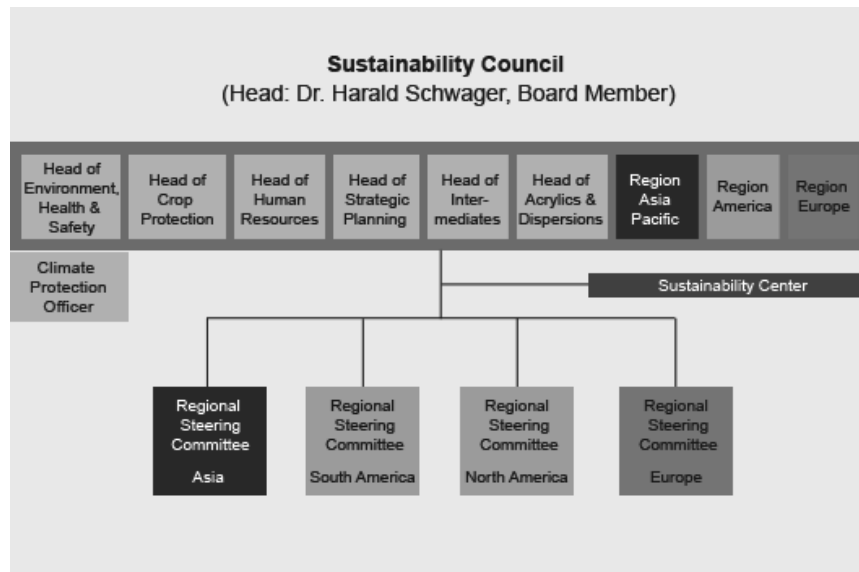 Sustainability Council
(Head: Dr. Harald Schwager, Board Member)
Head of
Environment,
Health &
Safety
Head of
Crop
Protection
Head of
Human
Resources
Head of
Strategic
Planning
Head of
Inter-
mediates
Head of
Acrylics &
Dispersions
Region
Asia
Pacific
Region
America
Region
Europe
Climate
Protection
Officer
Sustainability Center
Regional
Steering
Committee
Asia
Regional
Steering
Committee
South America
Regional
Steering
Committee
North America
Regional
Steering
Committee
Europe